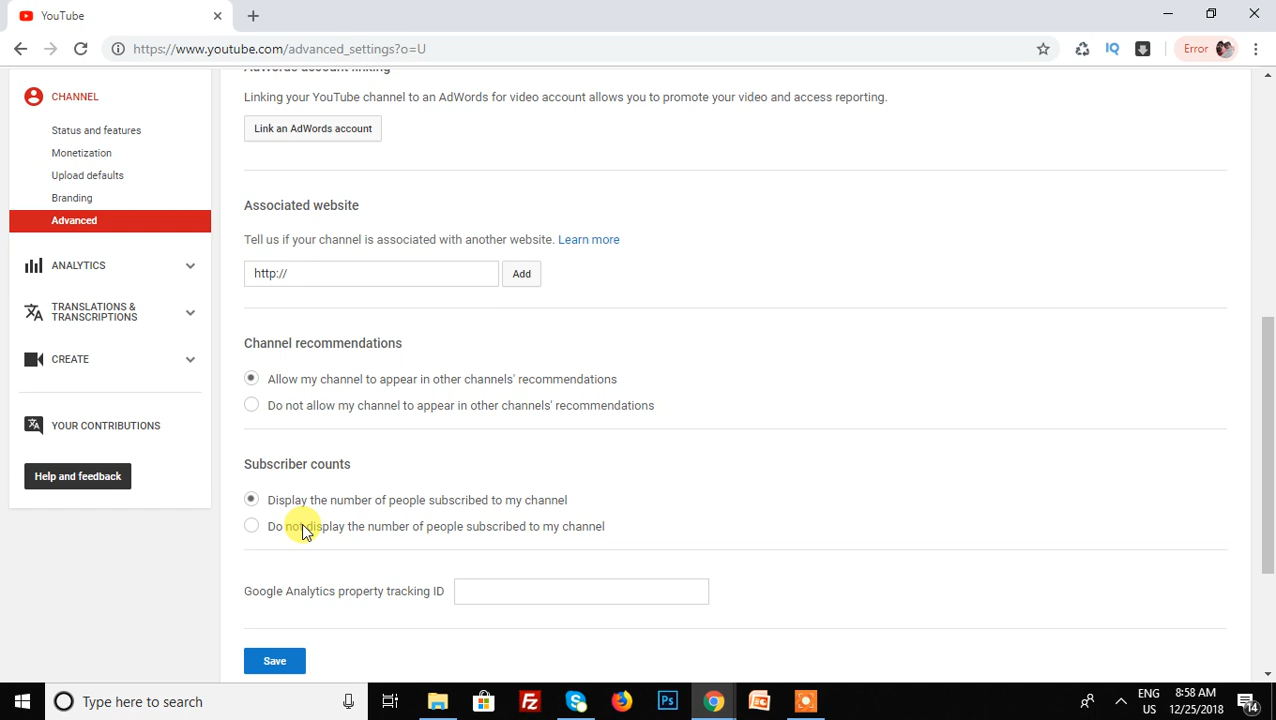 YouTube
https://www.youtube.com/advanced_settings?o=U
IQ
Error
CHANNEL
Status and features
Monetization
Upload defaults
Branding
Advanced
ANALYTICS
TRANSLATIONS &
TRANSCRIPTIONS
CREATE
YOUR CONTRIBUTIONS
Help and feedback
AdWords account linking
Linking your YouTube channel to an AdWords for video account allows you to promote your video and access reporting.
Link an AdWords account
Associated website
Tell us if your channel is associated with another website. Learn more
http://
Add
Channel recommendations
Allow my channel to appear in other channels' recommendations
Do not allow my channel to appear in other channels' recommendations
Subscriber counts
Display the number of people subscribed to my channel
Do not display the number of people subscribed to my channel
Google Analytics property tracking ID
Save
Type here to search
Fz
Ps
ENG
US
8:58 AM
12/25/2018
14